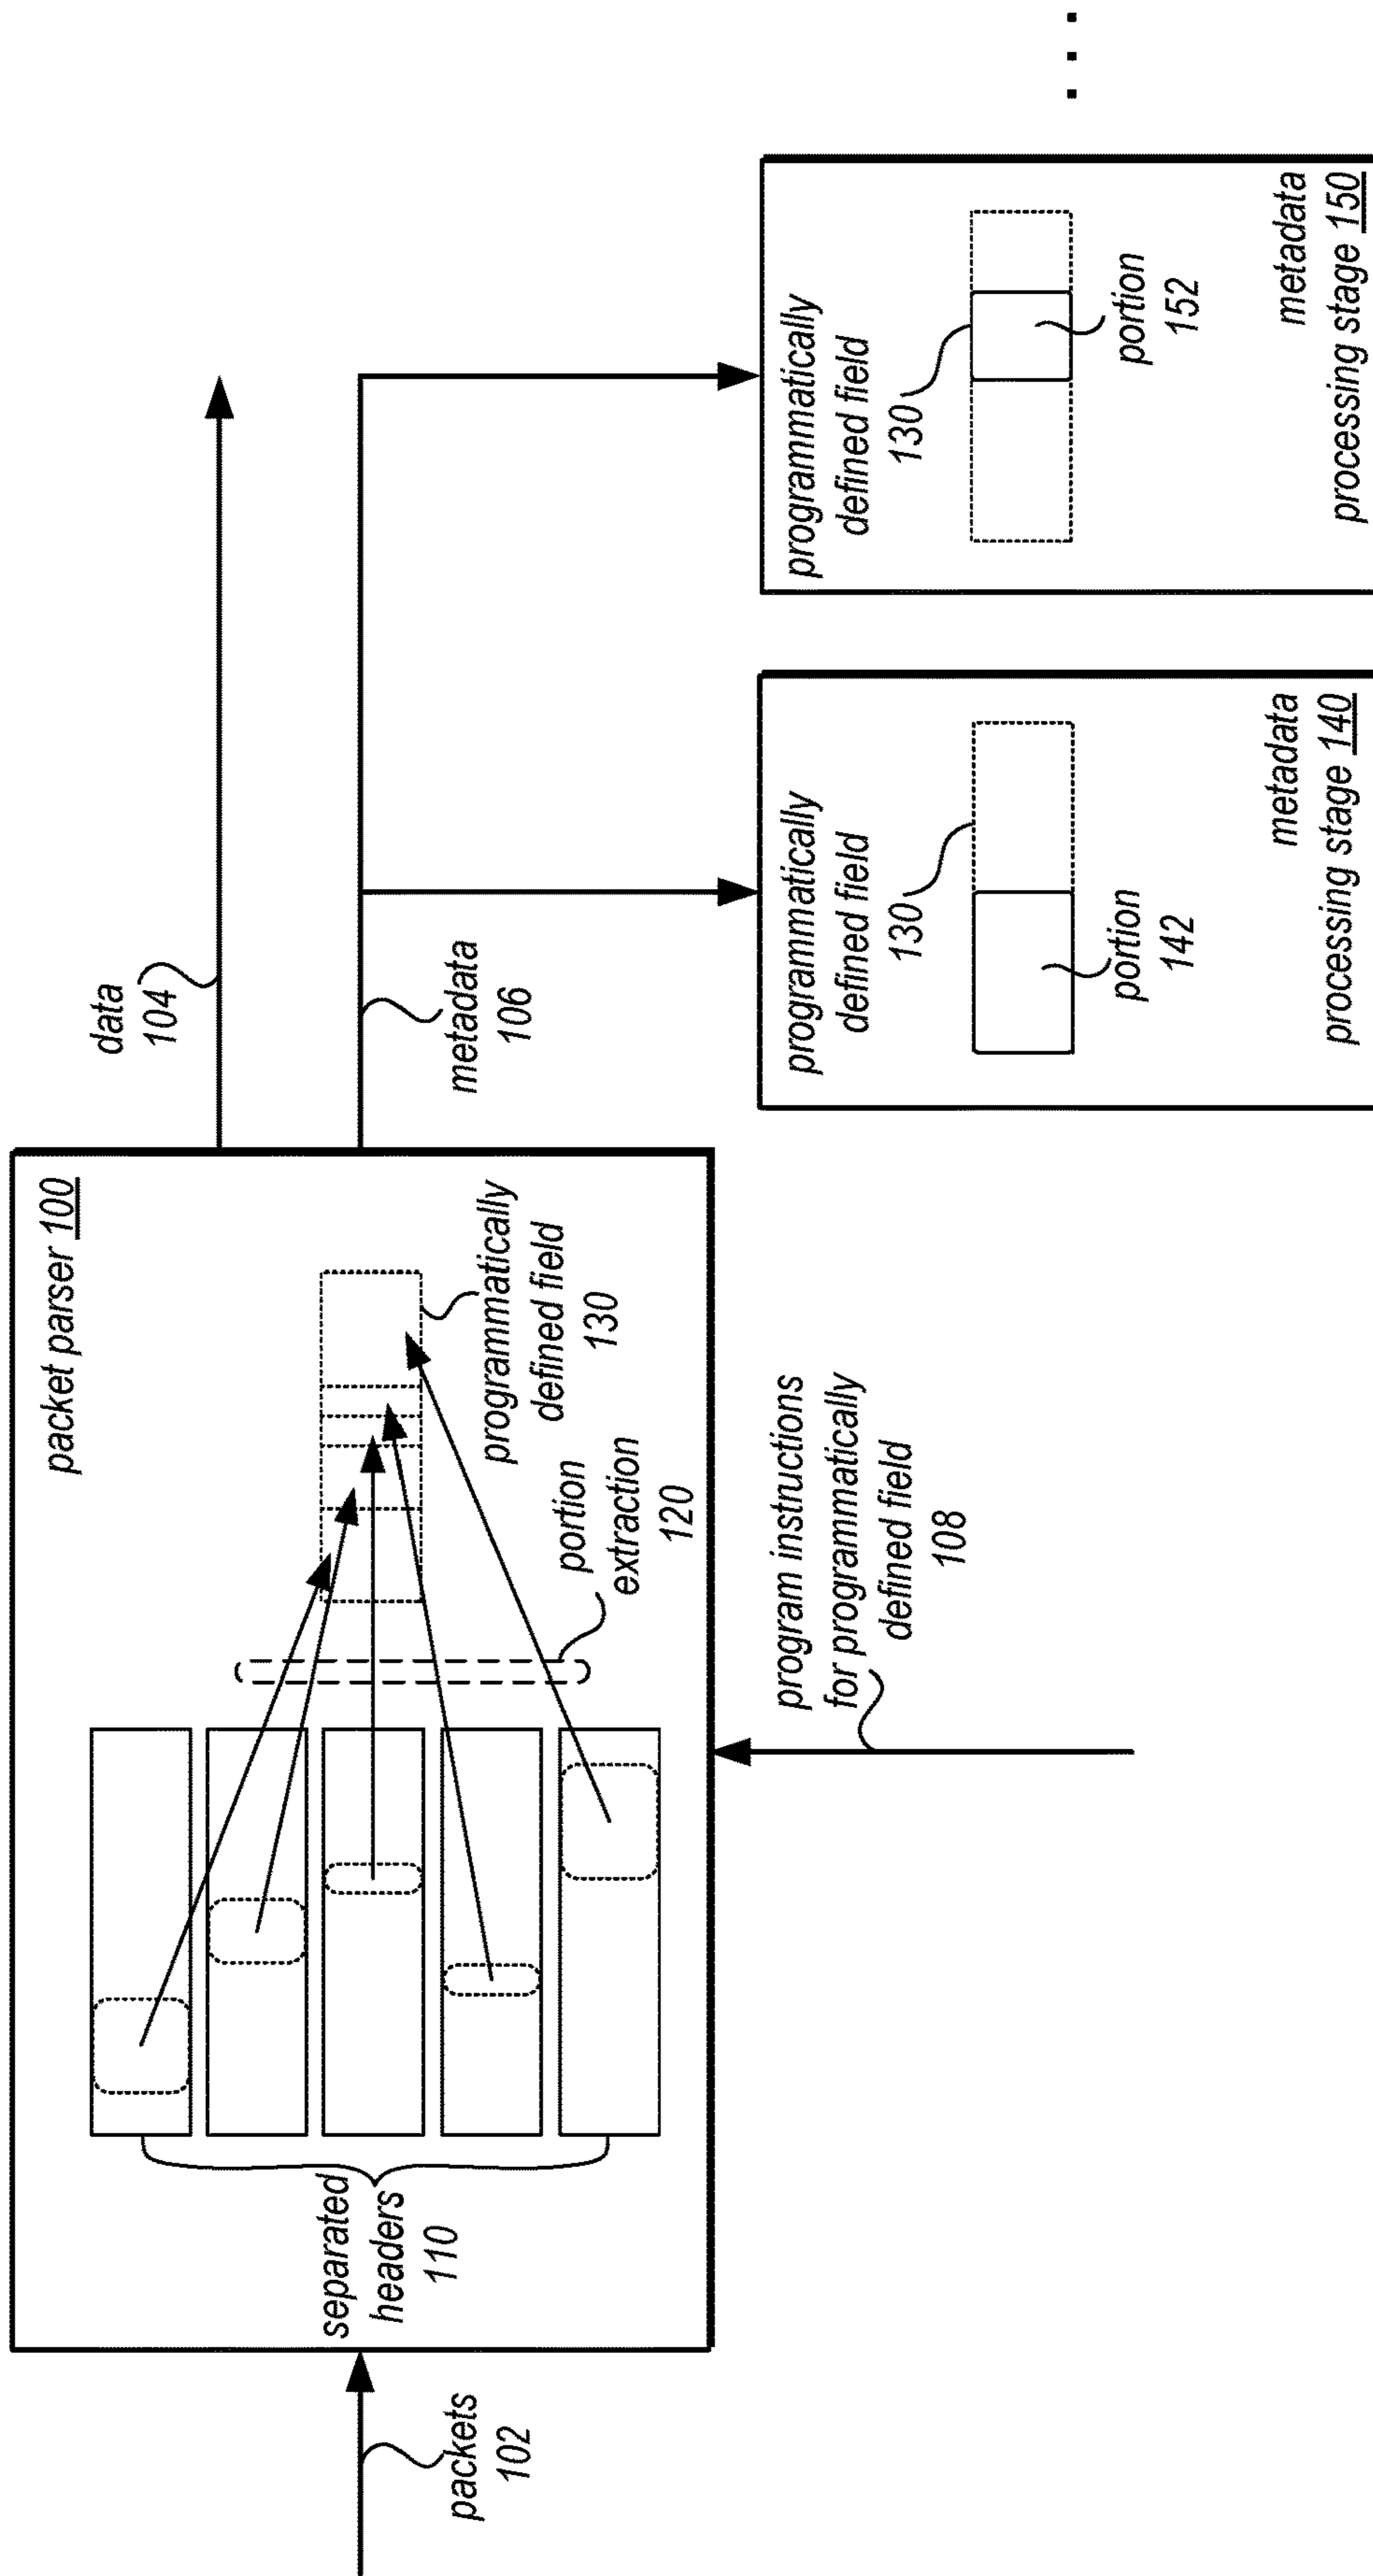 packet parser 100
separated
headers
110
portion
extraction
120
programmatically
defined field
130
packets
102
data
104
metadata
106
program instructions
for programmatically
defined field
108
programmatically
defined field
130
portion
142
metadata
processing stage 140
programmatically
defined field
130
portion
152
metadata
processing stage 150
. . .